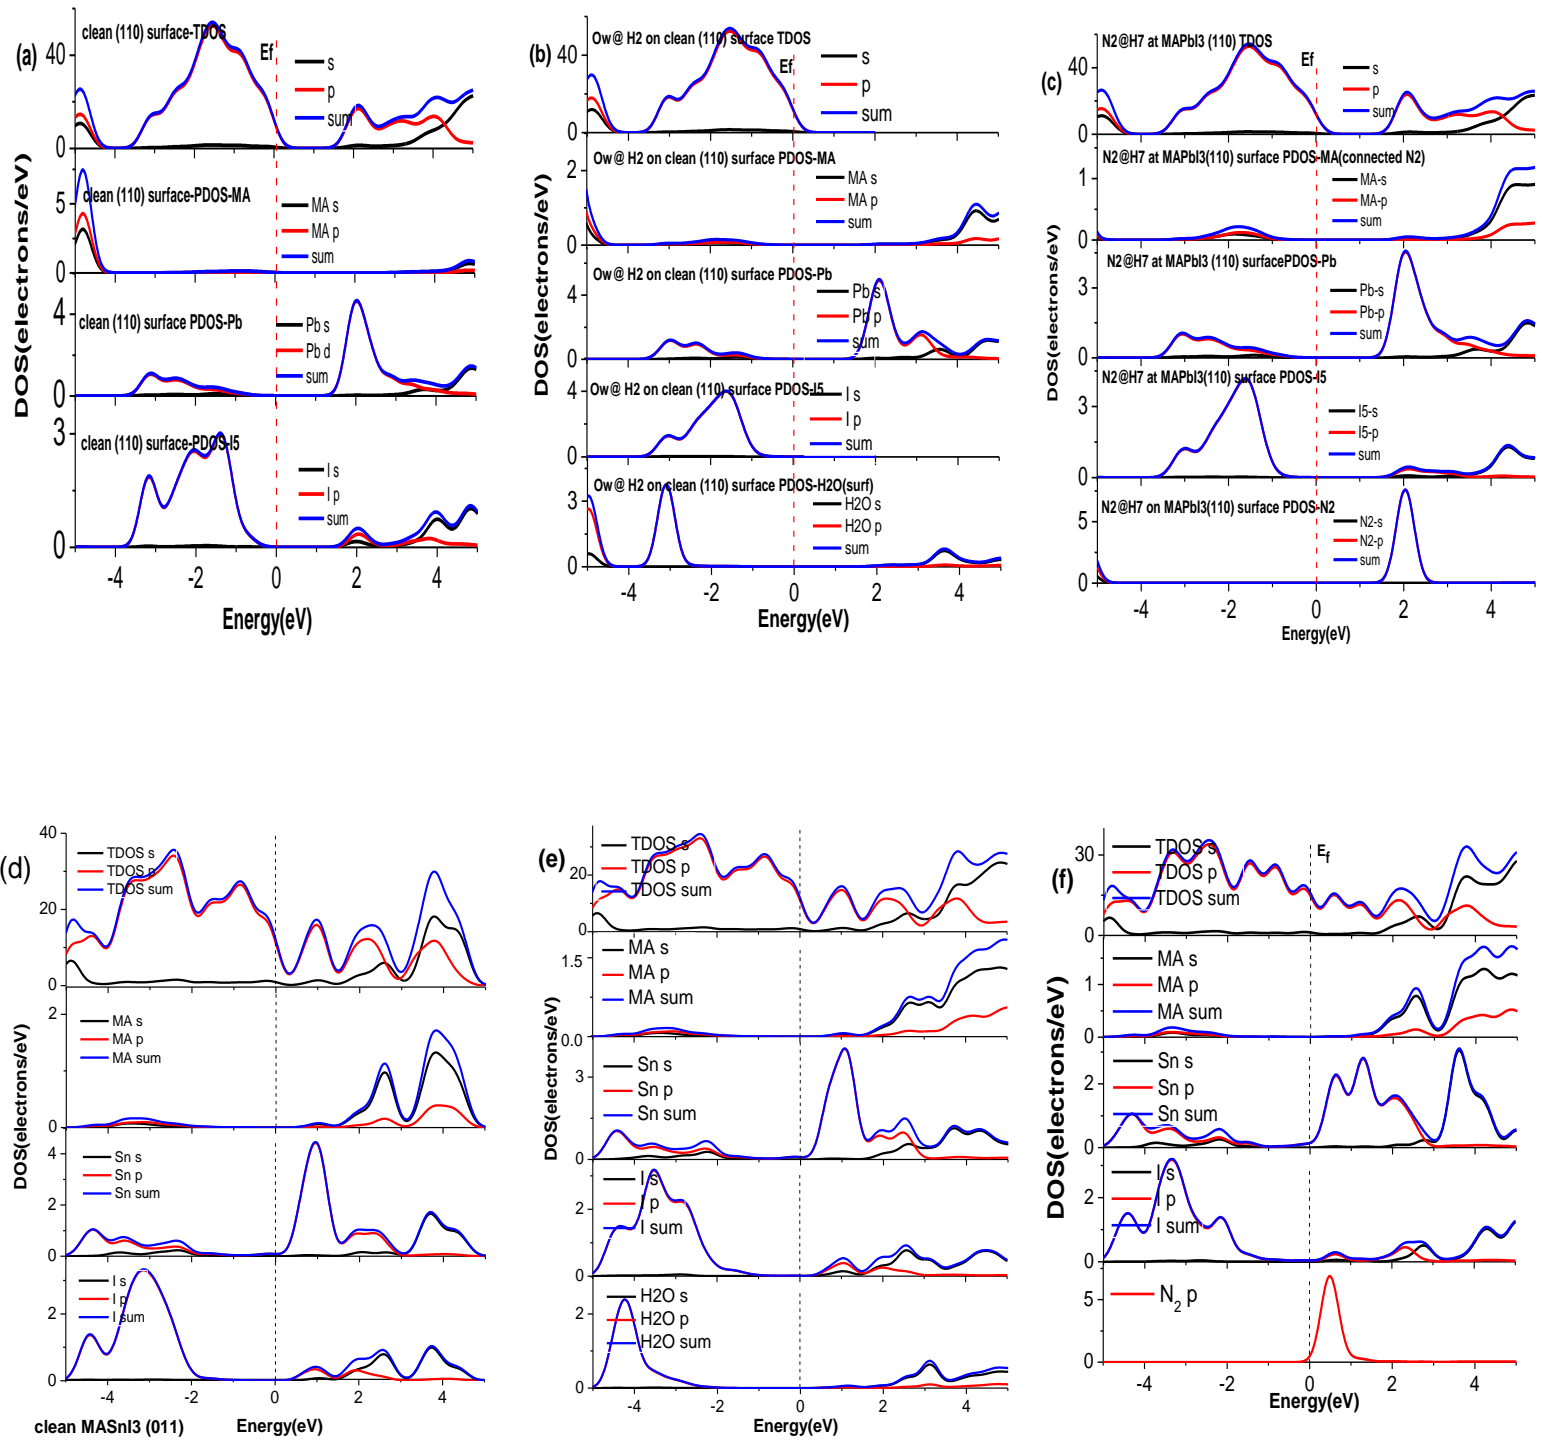 (a)
clean (110) surface-TDOS
Ef
s
p
sum
40
0
clean (110) surface-PDOS-MA
MA s
MA p
sum
5
0
clean (110) surface PDOS-Pb
Pb s
Pb d
sum
4
0
clean (110) surface-PDOS-I5
I s
I p
sum
3
0
-4 -2 0 2 4
Energy(eV)
DOS(electrons/eV)
(b)
Ow@ H2 on clean (110) surface TDOS
Ef
s
p
sum
40
0
Ow@ H2 on clean (110) surface PDOS-MA
MA s
MA p
sum
2
0
Ow@ H2 on clean (110) surface PDOS-Pb
Pb s
Pb p
sum
4
0
Ow@ H2 on clean (110) surface PDOS-I5
I s
I p
sum
4
0
Ow@ H2 on clean (110) surface PDOS-H2O(surf)
H2O s
H2O p
sum
3
0
-4 -2 0 2 4
Energy(eV)
DOS(electrons/eV)
(c)
N2@H7 at MAPbI3 (110) TDOS
Ef
s
p
sum
40
0
N2@H7 at MAPbI3(110) surface PDOS-MA(connected N2)
MA-s
MA-p
sum
1
0
N2@H7 at MAPbI3 (110) surfacePDOS-Pb
Pb-s
Pb-p
sum
3
0
N2@H7 at MAPbI3(110) surface PDOS-I5
I5-s
I5-p
sum
3
0
N2@H7 on MAPbI3(110) surface PDOS-N2
N2-s
N2-p
sum
5
0
-4 -2 0 2 4
Energy(eV)
DOS(electrons/eV)
(d)
TDOS s
TDOS p
TDOS sum
40
20
0
MA s
MA p
MA sum
2
0
Sn s
Sn p
Sn sum
4
2
0
I s
I p
I sum
2
0
-4 -2 0 2 4
clean MASnI3 (011)
Energy(eV)
DOS(electrons/eV)
(e)
TDOS s
TDOS p
TDOS sum
20
0
MA s
MA p
MA sum
1.5
0.0
Sn s
Sn p
Sn sum
3
0
I s
I p
I sum
2
0
H2O s
H2O p
H2O sum
2
0
-4 -2 0 2 4
Energy(eV)
DOS(electrons/eV)
(f)
TDOS s
TDOS p
TDOS sum
Ef
30
0
MA s
MA p
MA sum
1
0
Sn s
Sn p
Sn sum
2
0
I s
I p
I sum
2
0
N2 p
5
0
-4 -2 0 2 4
Energy(eV)
DOS(electrons/eV)